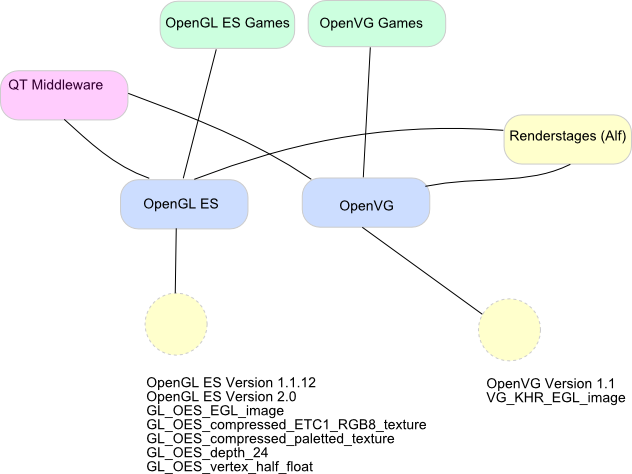 OpenGL ES Games
OpenVG Games
QT Middleware
Renderstages (Alf)
OpenGL ES
OpenVG
OpenGL ES Version 1.1.12
OpenGL ES Version 2.0
GL_OES_EGL_image
GL_OES_compressed_ETC1_RGB8_texture
GL_OES_compressed_paletted_texture
GL_OES_depth_24
GL_OES_vertex_half_float
OpenVG Version 1.1
VG_KHR_EGL_image